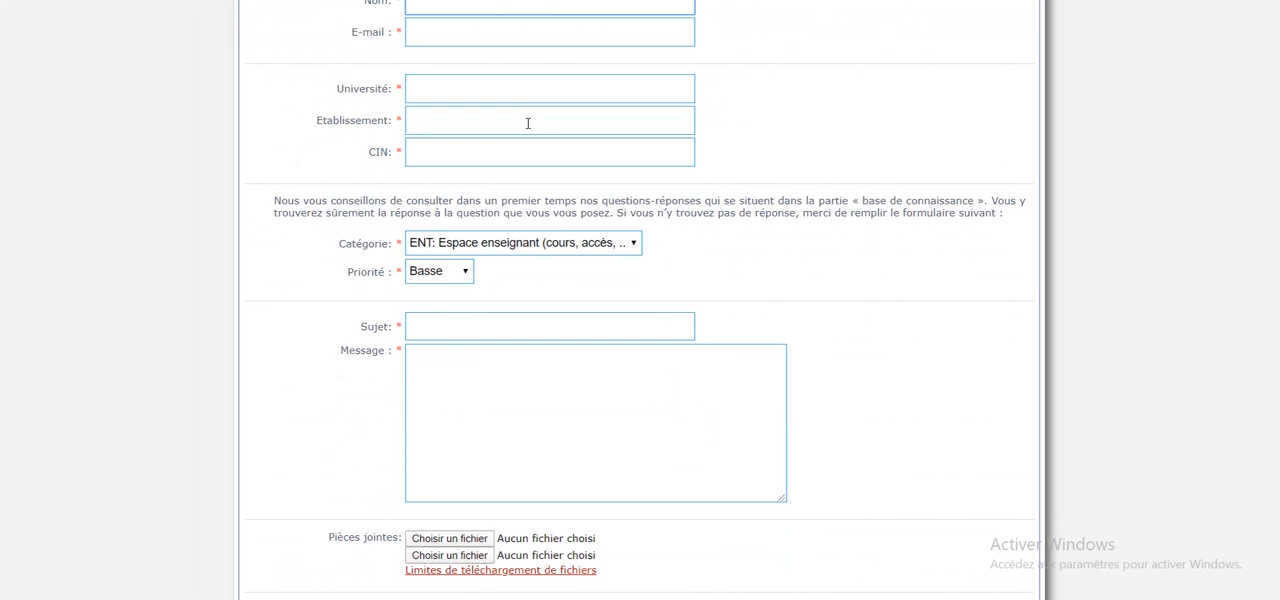 Nom: *
E-mail : *
Université: *
Etablissement: *
CIN: *
Nous vous conseillons de consulter dans un premier temps nos questions-réponses qui se situent dans la partie « base de connaissance ». Vous y
trouverez sûrement la réponse à la question que vous vous posez. Si vous n'y trouvez pas de réponse, merci de remplir le formulaire suivant :
Catégorie: * ENT: Espace enseignant (cours, accès, ..
Priorité : * Basse
Sujet: *
Message : *
Pièces jointes: Choisir un fichier Aucun fichier choisi
Choisir un fichier Aucun fichier choisi
Limites de téléchargement de fichiers
Activer Windows
Accédez aux paramètres pour activer Windows.